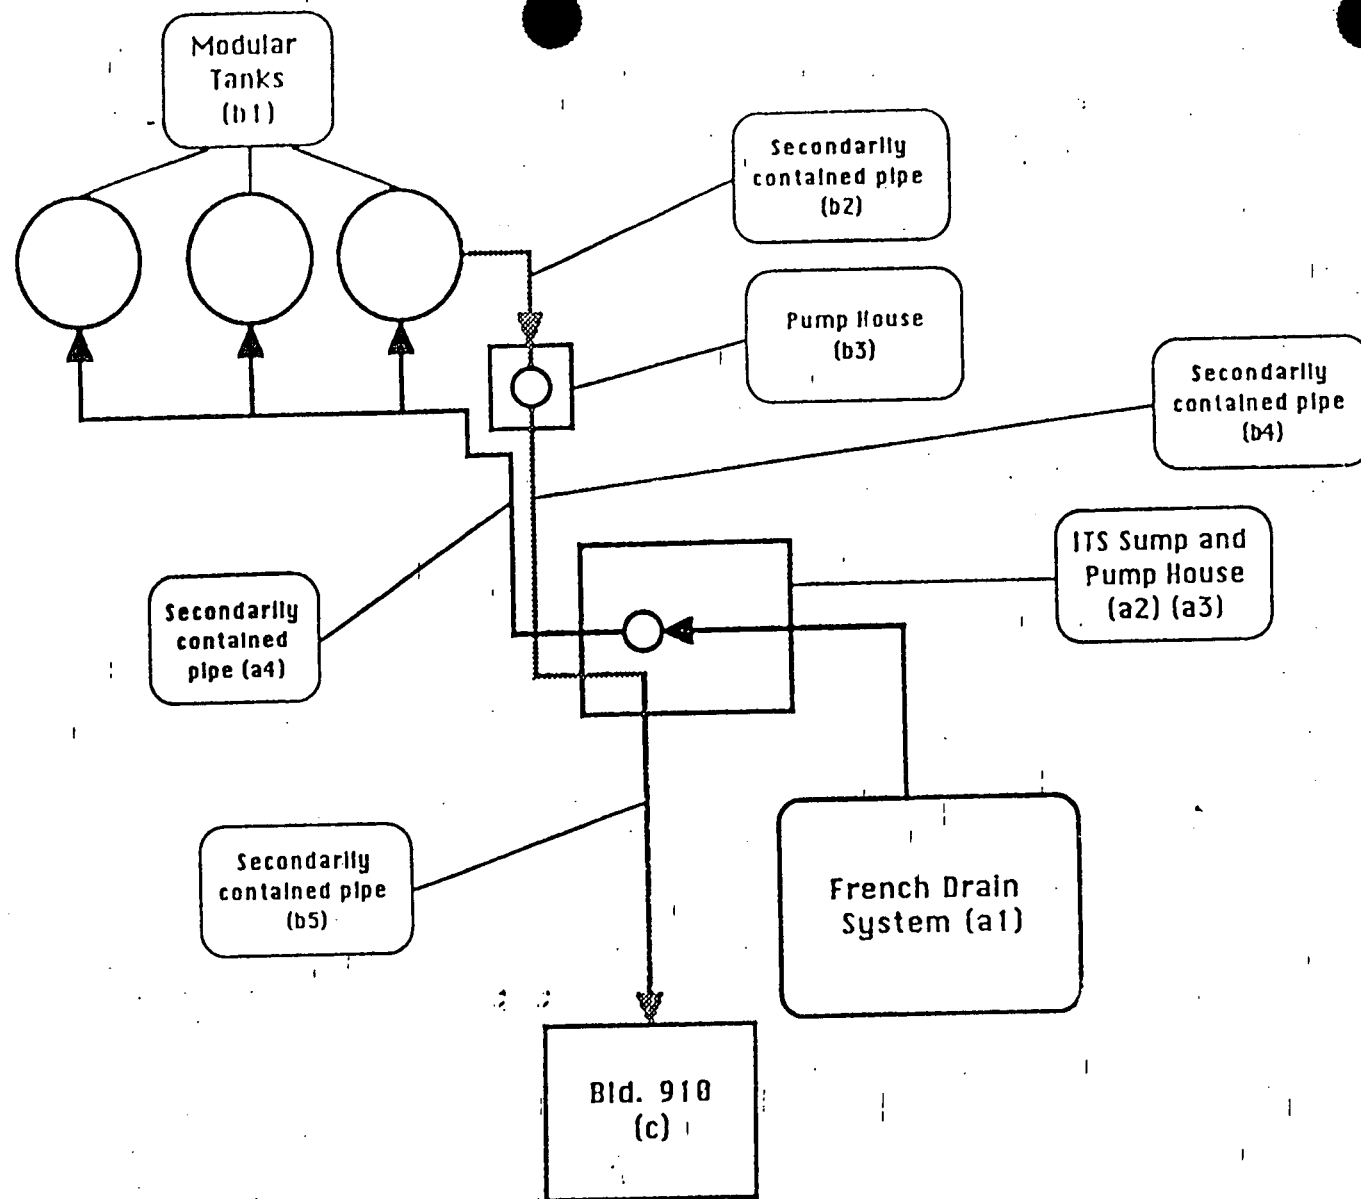 Modular
Tanks
(b1)
Secondarily
contained pipe
(b2)
Pump House
(b3)
Secondarily
contained pipe
(b4)
ITS Sump and
Pump House
(a2) (a3)
Secondarily
contained
pipe (a4)
Secondarily
contained pipe
(b5)
French Drain
System (a1)
Bld. 910
(c)